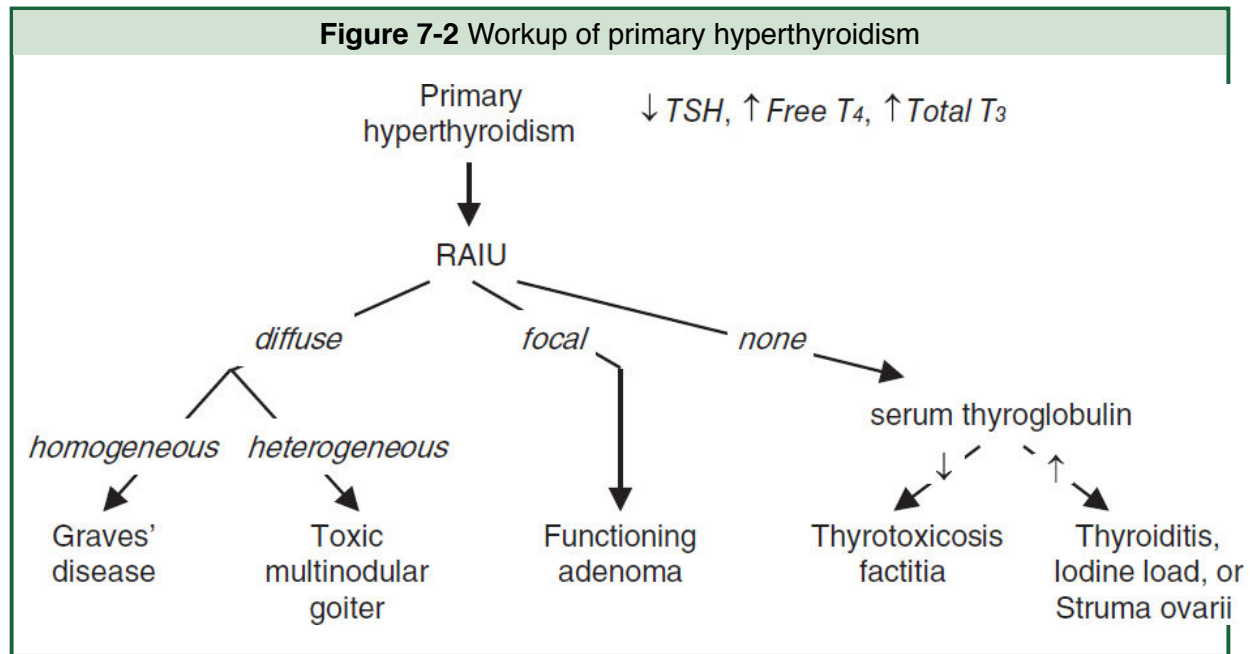 Figure 7-2 Workup of primary hyperthyroidism
Primary
hyperthyroidism
↓ TSH, ↑ Free T4, ↑ Total T3
RAIU
diffuse
focal
none
serum thyroglobulin
homogeneous
heterogeneous
↓
↑
Graves’
disease
Toxic
multinodular
goiter
Functioning
adenoma
Thyrotoxicosis
factitia
Thyroiditis,
Iodine load, or
Struma ovarii